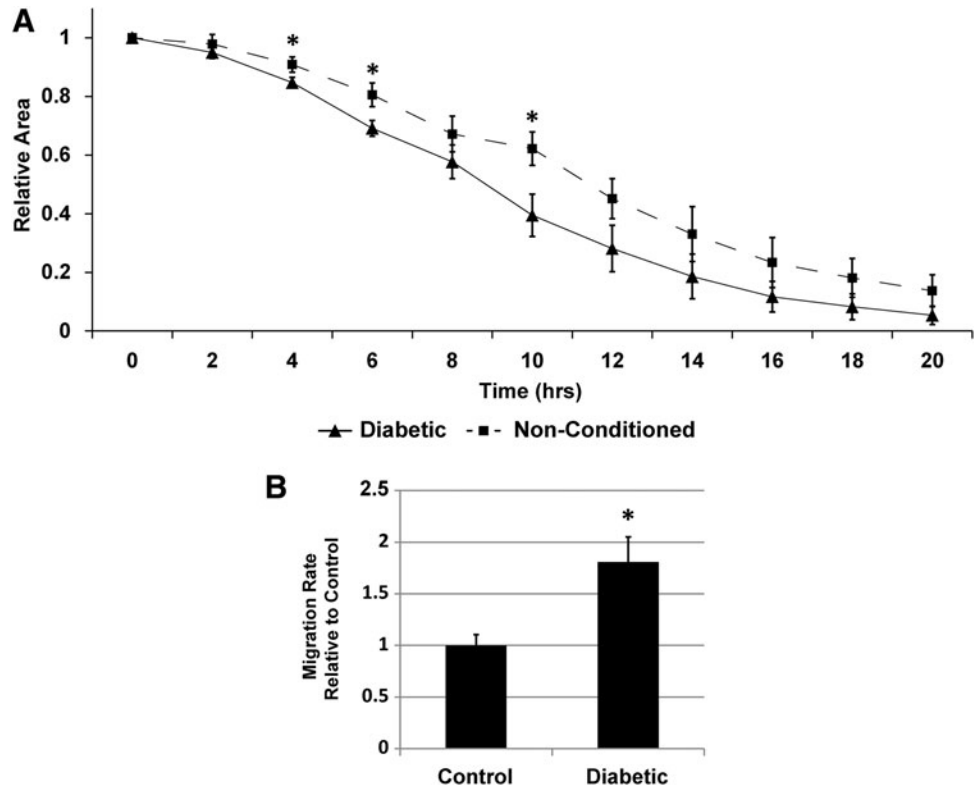 A
Relative Area
1
0.8
0.6
0.4
0.2
0
* * *
0 2 4 6 8 10 12 14 16 18 20
Time (hrs)
Diabetic Non-Conditioned
B
Migration Rate
Relative to Control
2.5
2
1.5
1
0.5
0
*
Control Diabetic